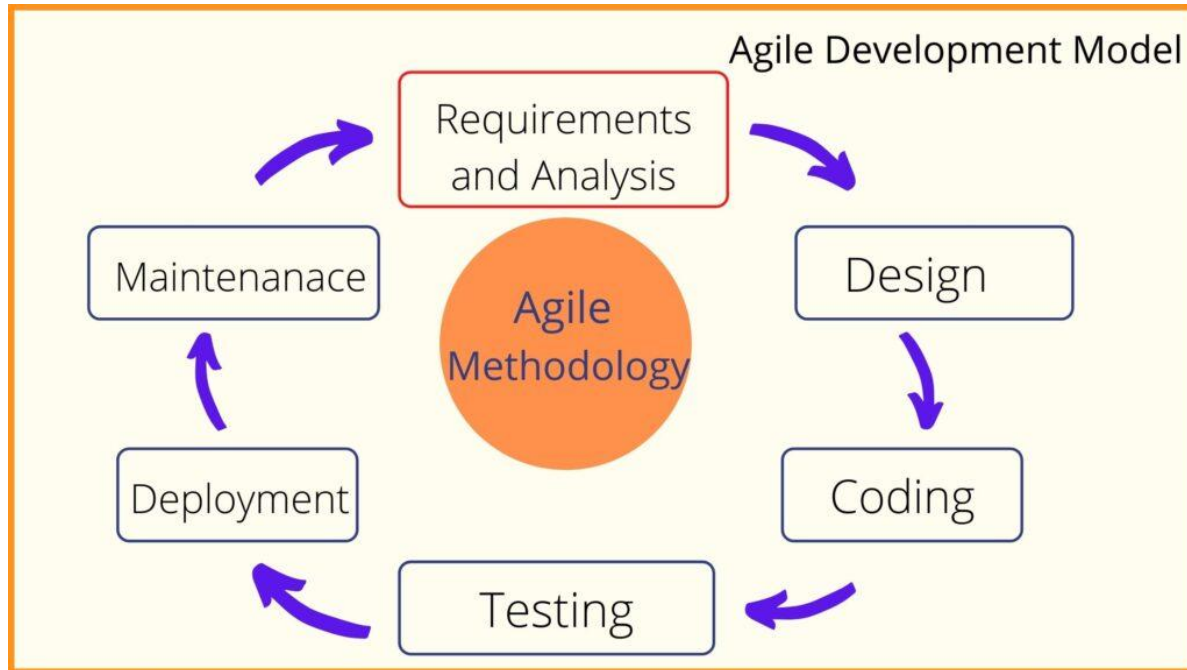 Agile Development Model
Requirements
and Analysis
Design
Coding
Testing
Deployment
Maintenanace
Agile
Methodology